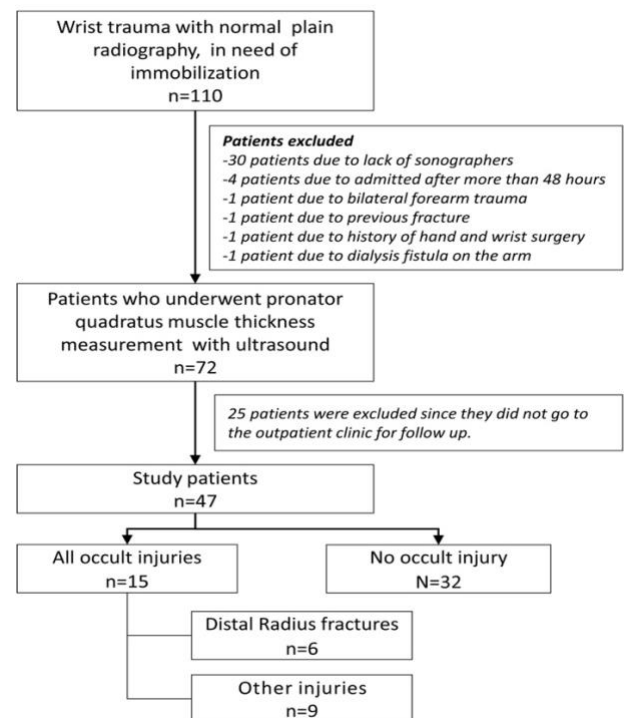 Wrist trauma with normal plain
radiography, in need of
immobilization
n=110
Patients excluded
-30 patients due to lack of sonographers
-4 patients due to admitted after more than 48 hours
-1 patient due to bilateral forearm trauma
-1 patient due to previous fracture
-1 patient due to history of hand and wrist surgery
-1 patient due to dialysis fistula on the arm
Patients who underwent pronator
quadratus muscle thickness
measurement with ultrasound
n=72
25 patients were excluded since they did not go to
the outpatient clinic for follow up.
Study patients
n=47
All occult injuries
n=15
No occult injury
N=32
Distal Radius fractures
n=6
Other injuries
n=9